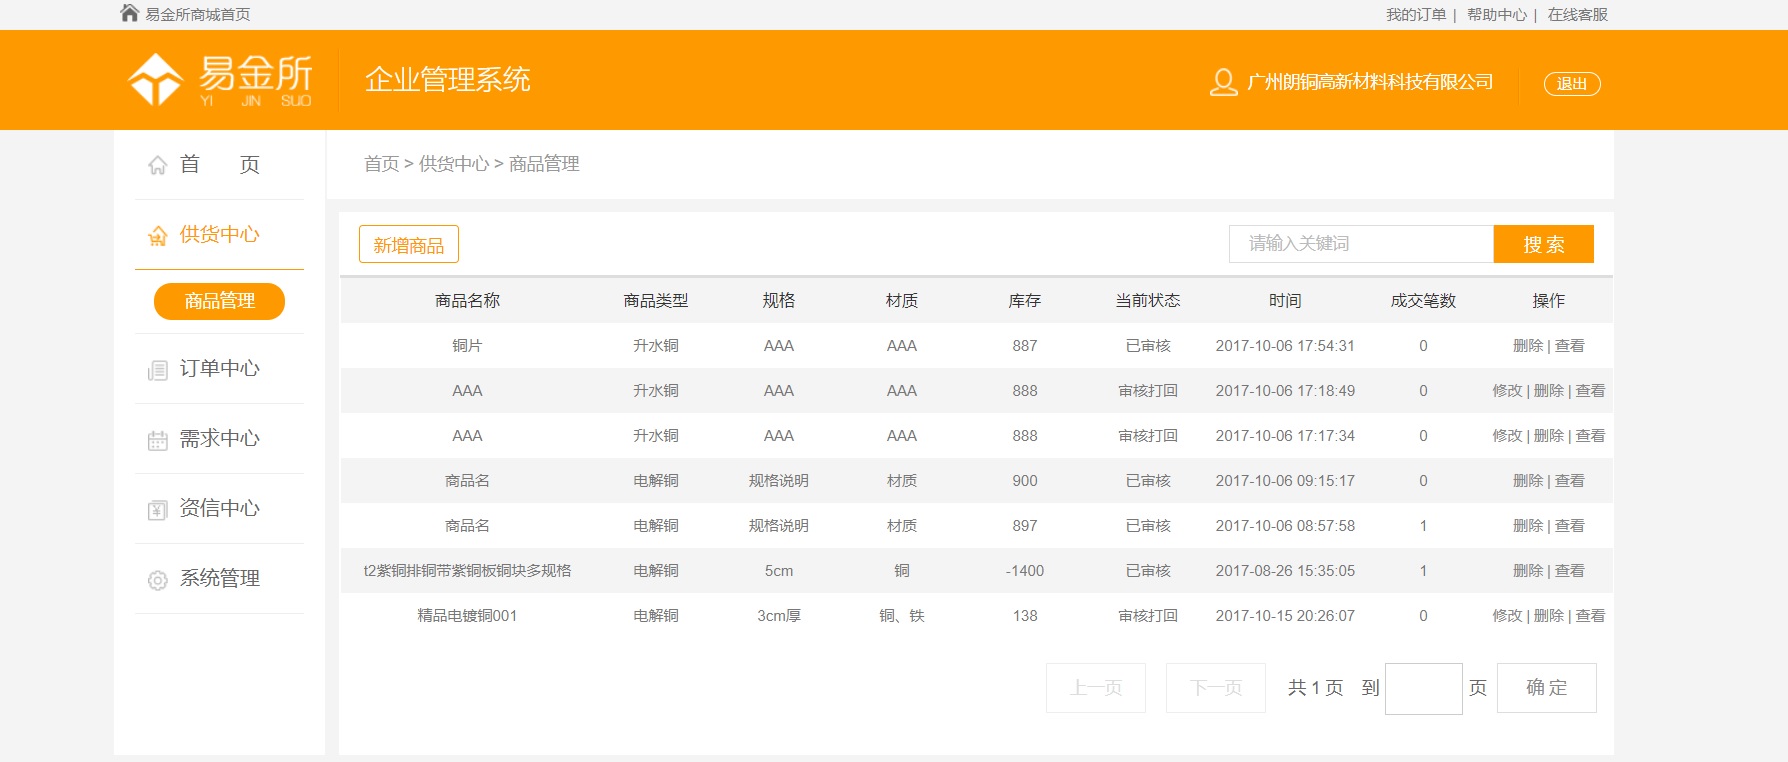 易金所商城首页
我的订单 | 帮助中心 | 在线客服
易金所
YI JIN SUO
企业管理系统
广州朗铜高新材料科技有限公司
退出
首 页
供货中心
商品管理
订单中心
需求中心
资信中心
系统管理
首页 > 供货中心 > 商品管理
新增商品
请输入关键词
搜 索
商品名称 商品类型 规格 材质 库存 当前状态 时间 成交笔数 操作
铜片 升水铜 AAA AAA 887 已审核 2017-10-06 17:54:31 0 删除 | 查看
AAA 升水铜 AAA AAA 888 审核打回 2017-10-06 17:18:49 0 修改 | 删除 | 查看
AAA 升水铜 AAA AAA 888 审核打回 2017-10-06 17:17:34 0 修改 | 删除 | 查看
商品名 电解铜 规格说明 材质 900 已审核 2017-10-06 09:15:17 0 删除 | 查看
商品名 电解铜 规格说明 材质 897 已审核 2017-10-06 08:57:58 1 删除 | 查看
t2紫铜排铜带紫铜板铜块多规格 电解铜 5cm 铜 -1400 已审核 2017-08-26 15:35:05 1 删除 | 查看
精品电镀铜001 电解铜 3cm厚 铜、铁 138 审核打回 2017-10-15 20:26:07 0 修改 | 删除 | 查看
上一页 下一页 共 1 页 到 页 确 定